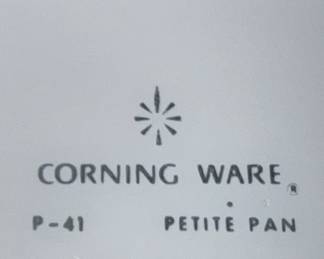 CORNING WARE®
P-41 PETITE PAN